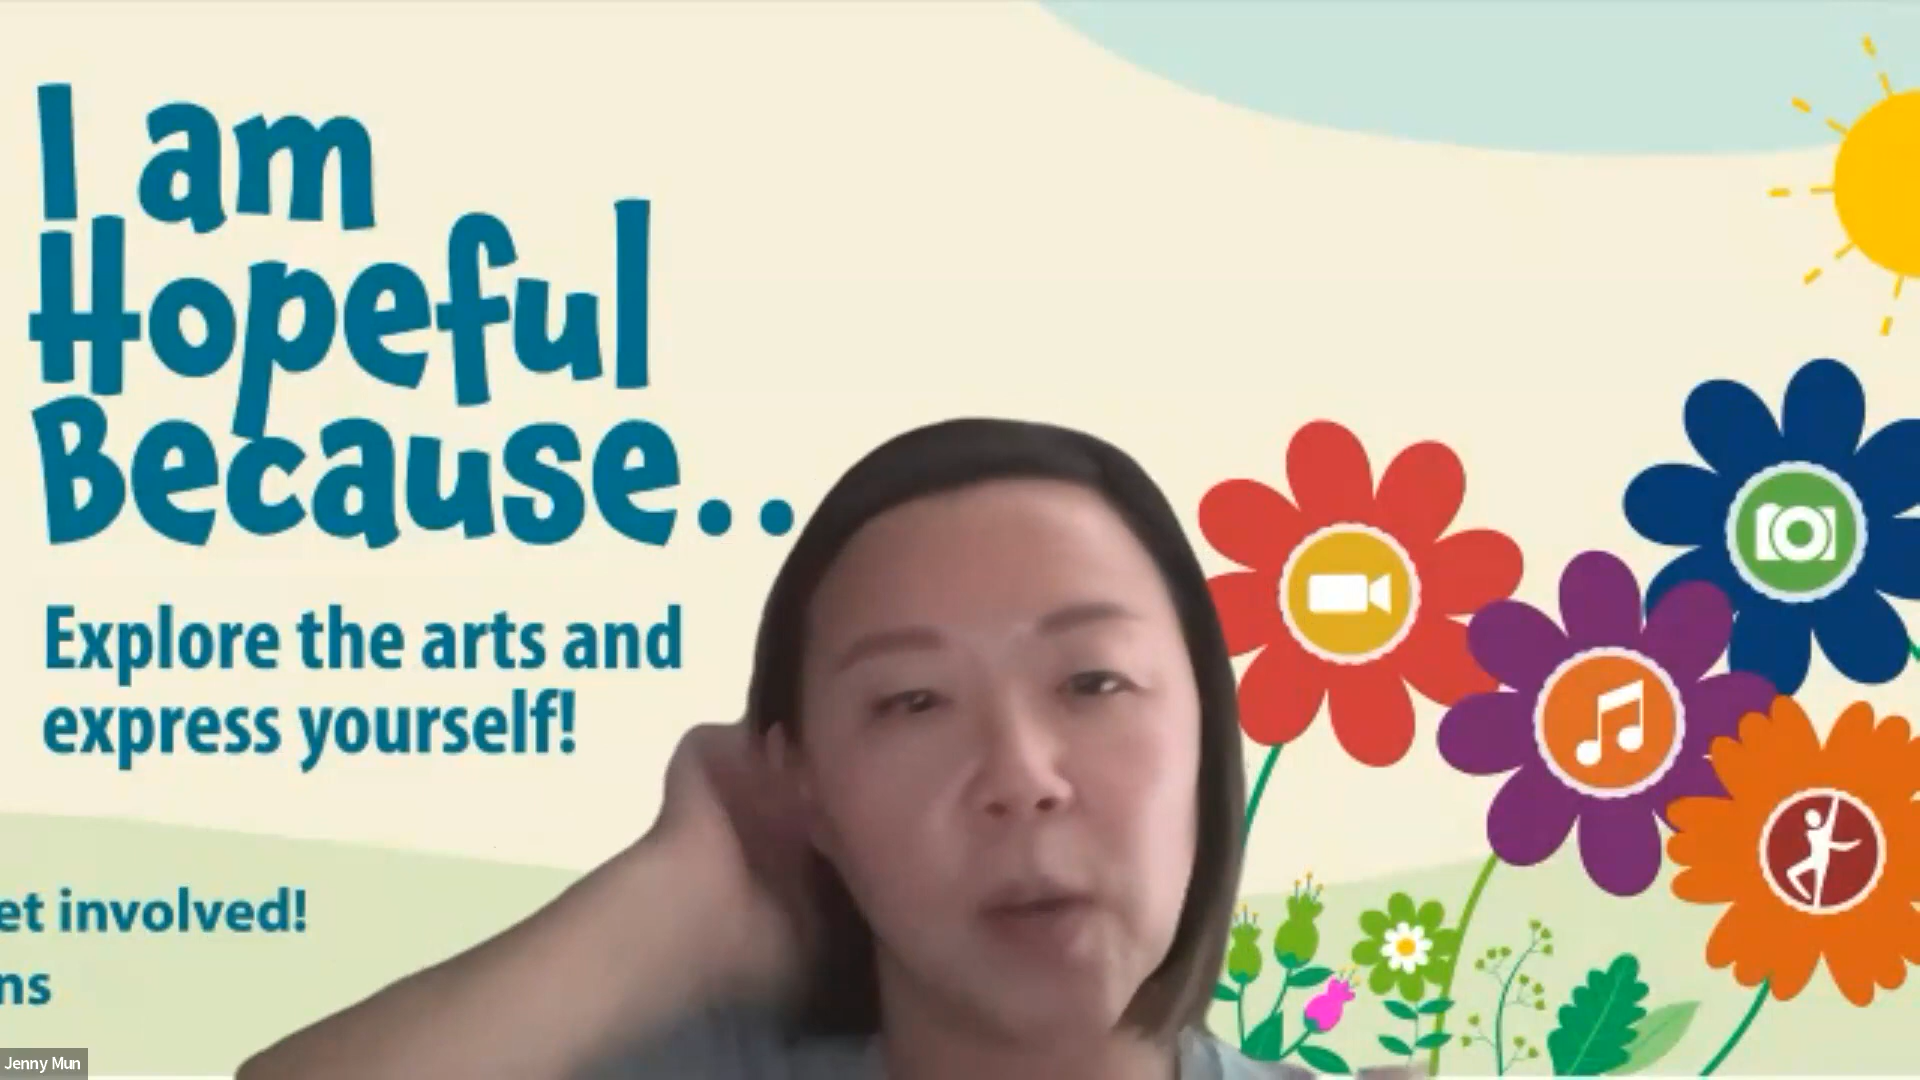 I am
Hopeful
Because..
Explore the arts and
express yourself!
et involved!
ns
Jenny Mun